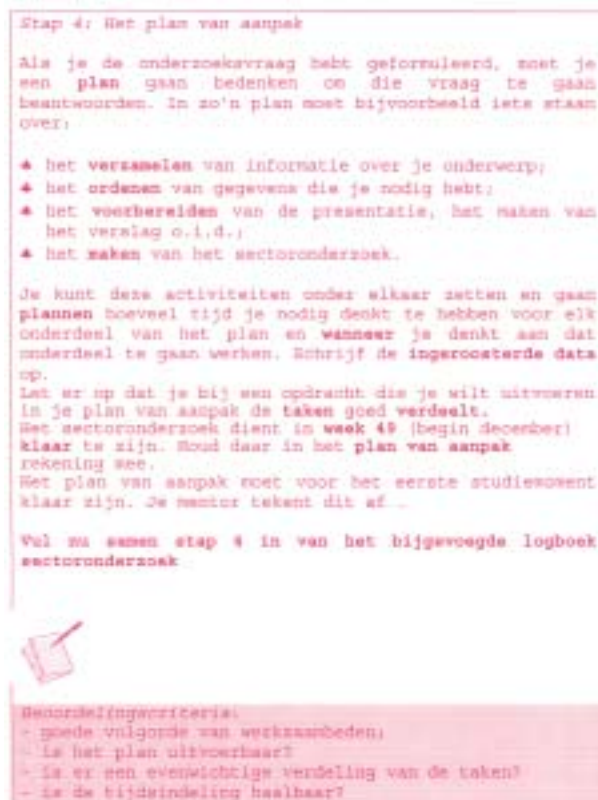 Stap 4: Het plan van aanpak
Als je de onderzoeksvraag hebt geformuleerd, moet je
een plan gaan bedenken om die vraag te gaan
beantwoorden. In zo'n plan moet bijvoorbeeld iets staan
over:
♣ het verzamelen van informatie over je onderwerp;
♣ het ordenen van gegevens die je nodig hebt;
♣ het voorbereiden van de presentatie, het maken van
het verslag o.i.d.;
♣ het maken van het sectoronderzoek.
Je kunt deze activiteiten onder elkaar zetten en gaan
plannen hoeveel tijd je nodig denkt te hebben voor elk
onderdeel van het plan en wanneer je denkt aan dat
onderdeel te gaan werken. Schrijf de ingeroosterde data
op.
Let er op dat je bij een opdracht die je wilt uitvoeren
in je plan van aanpak de taken goed verdeelt.
Het sectoronderzoek dient in week 49 (begin december)
klaar te zijn. Houd daar in het plan van aanpak
rekening mee.
Het plan van aanpak moet voor het eerste studiemoment
klaar zijn. Je mentor tekent dit af..
Vul nu samen stap 4 in van het bijgevoegde logboek
sectoronderzoek
Beoordelingscriteria:
- goede volgorde van werkzaamheden;
- is het plan uitvoerbaar?
- is er een evenwichtige verdeling van de taken?
- is de tijdsindeling haalbaar?